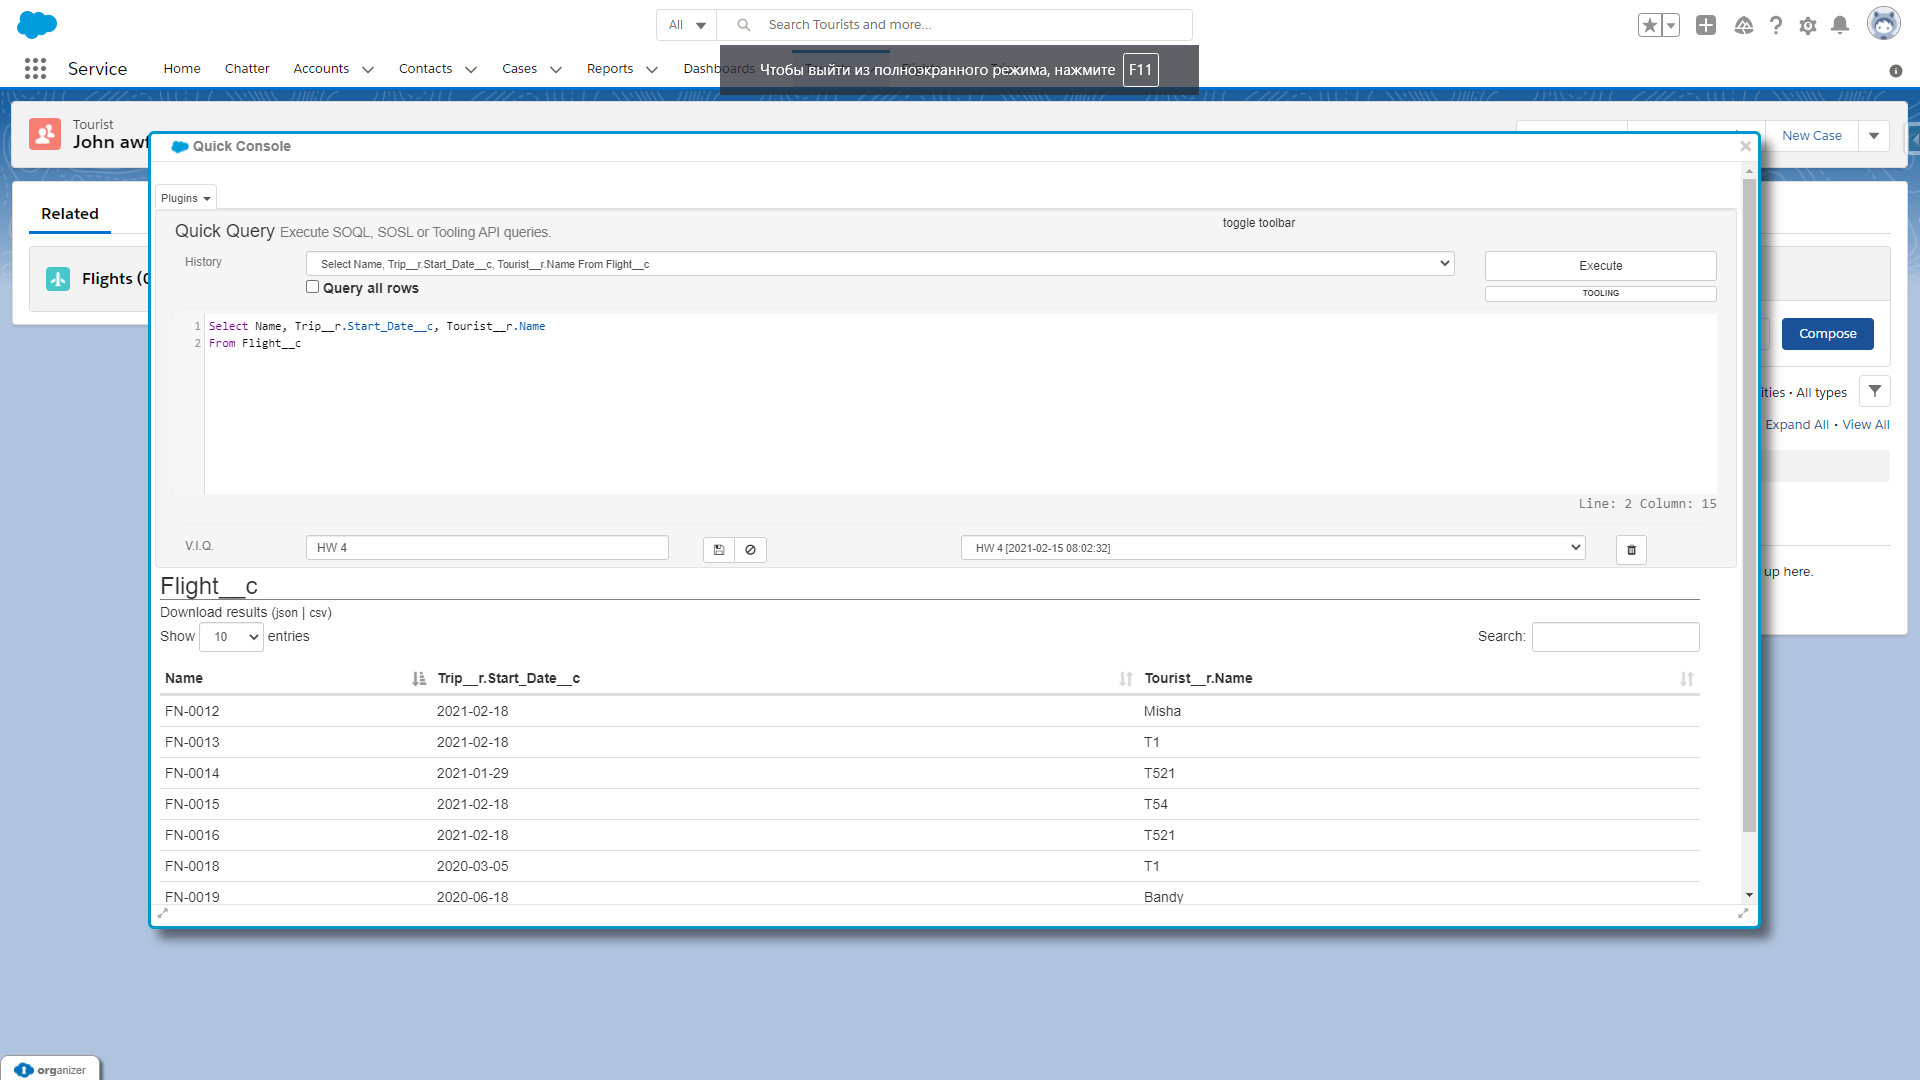 All
Search Tourists and more...
Service
Home
Chatter
Accounts
Contacts
Cases
Reports
Dashboards
Чтобы выйти из полноэкранного режима, нажмите F11
Tourist
John awf
New Case
Quick Console
Related
Plugins
toggle toolbar
Quick Query Execute SOQL, SOSL or Tooling API queries.
History
Select Name, Trip__r.Start_Date__c, Tourist__r.Name From Flight__c
Execute
Flights (0
Query all rows
TOOLING
1 Select Name, Trip__r.Start_Date__c, Tourist__r.Name
2 From Flight__c
Compose
ities • All types
Expand All • View All
Line: 2 Column: 15
V.I.Q.
HW 4
HW 4 [2021-02-15 08:02:32]
up here.
Flight__c
Download results (json | csv)
Show 10 entries
Search:
Name Trip__r.Start_Date__c Tourist__r.Name
FN-0012 2021-02-18 Misha
FN-0013 2021-02-18 T1
FN-0014 2021-01-29 T521
FN-0015 2021-02-18 T54
FN-0016 2021-02-18 T521
FN-0018 2020-03-05 T1
FN-0019 2020-06-18 Bandy
organizer